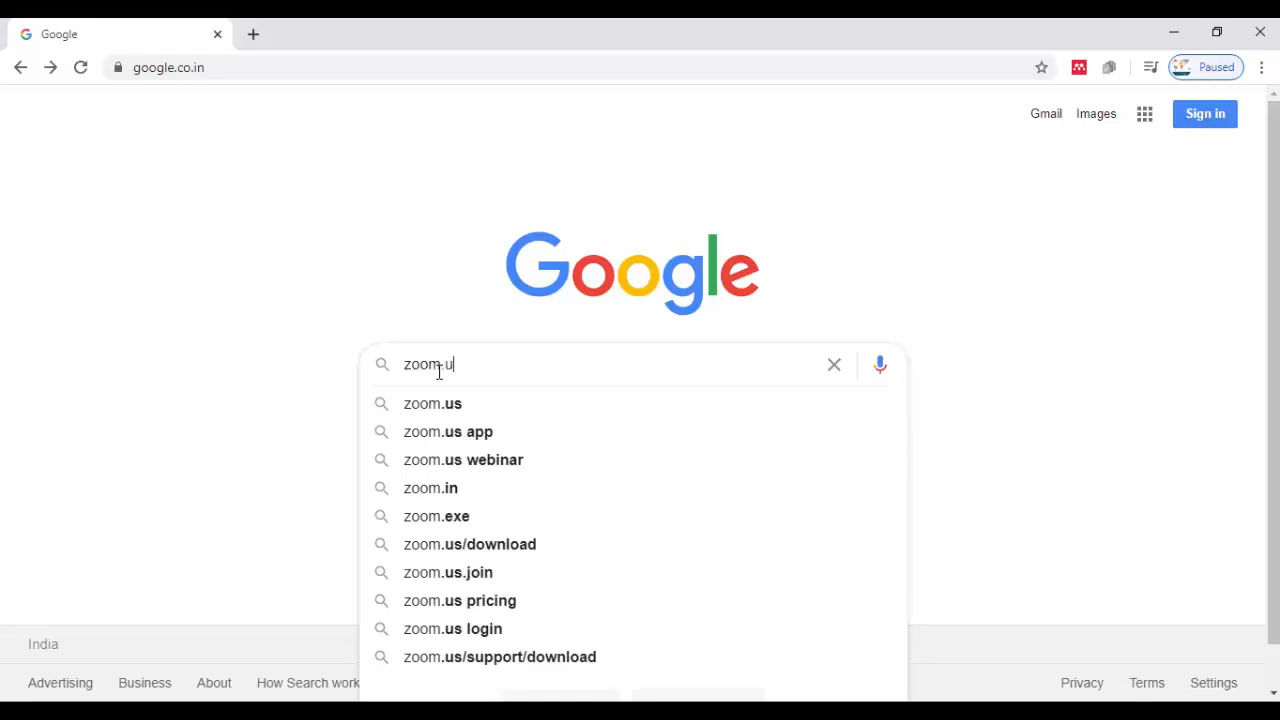 Google
google.co.in
Paused
Gmail Images Sign in
Google
zoom.u
zoom.us
zoom.us app
zoom.us webinar
zoom.in
zoom.exe
zoom.us/download
zoom.us.join
zoom.us pricing
zoom.us login
zoom.us/support/download
India
Advertising Business About How Search work Privacy Terms Settings